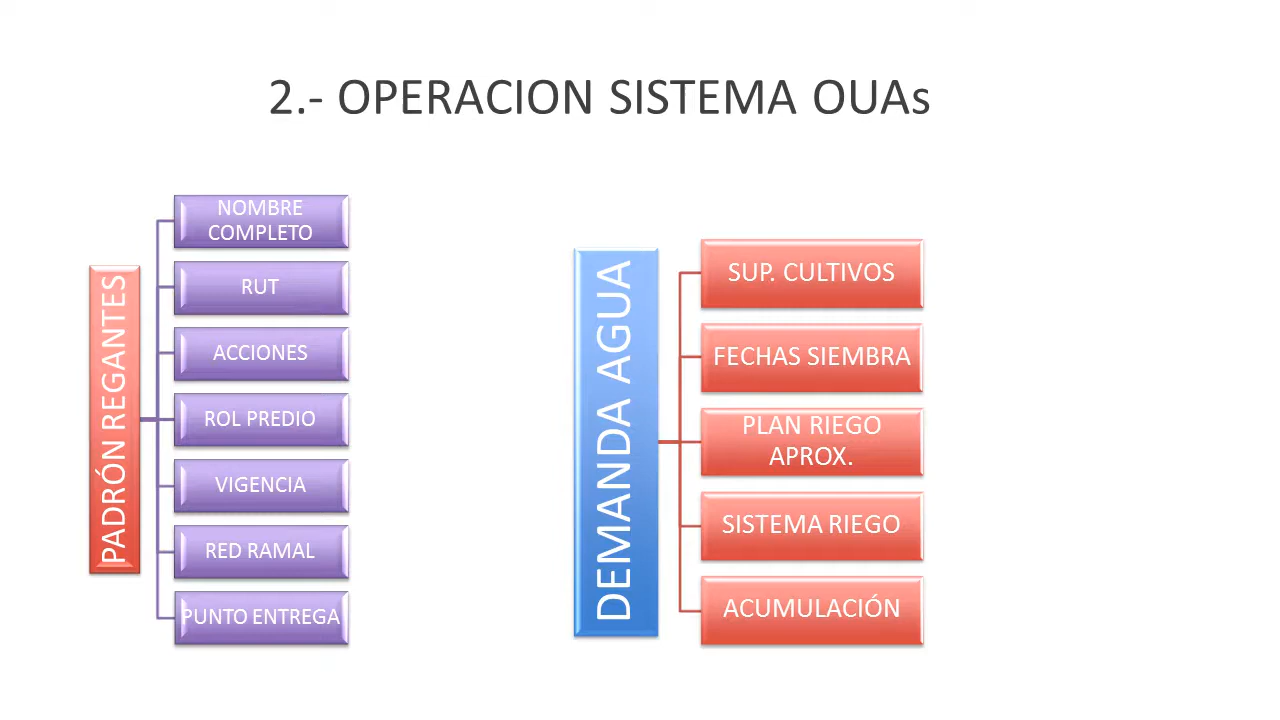 2.- OPERACION SISTEMA OUAs
PADRÓN REGANTES
NOMBRE
COMPLETO
RUT
ACCIONES
ROL PREDIO
VIGENCIA
RED RAMAL
PUNTO ENTREGA
DEMANDA AGUA
SUP. CULTIVOS
FECHAS SIEMBRA
PLAN RIEGO
APROX.
SISTEMA RIEGO
ACUMULACIÓN